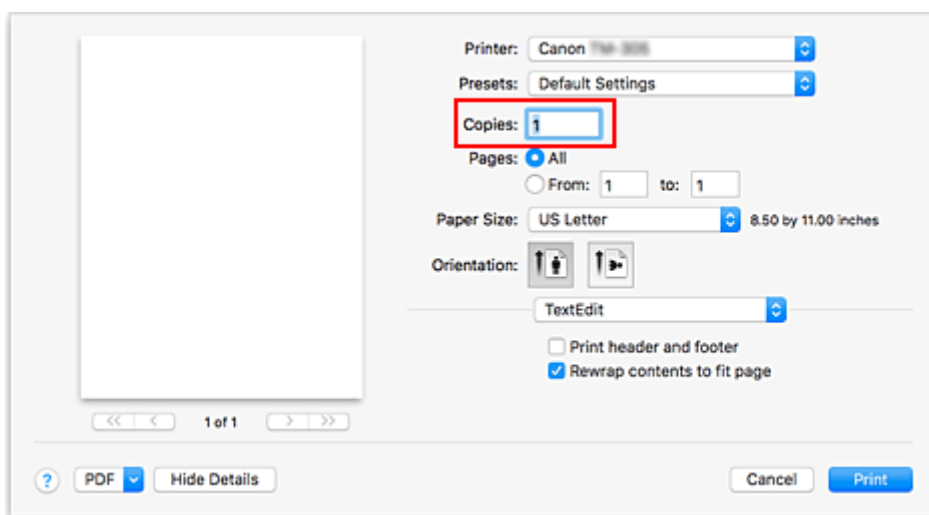 Printer: Canon
Presets: Default Settings
Copies: 1
Pages: All
From: 1 to: 1
Paper Size: US Letter 8.50 by 11.00 inches
Orientation:
TextEdit
Print header and footer
Rewrap contents to fit page
<< < 1 of 1 > >>
? PDF Hide Details Cancel Print